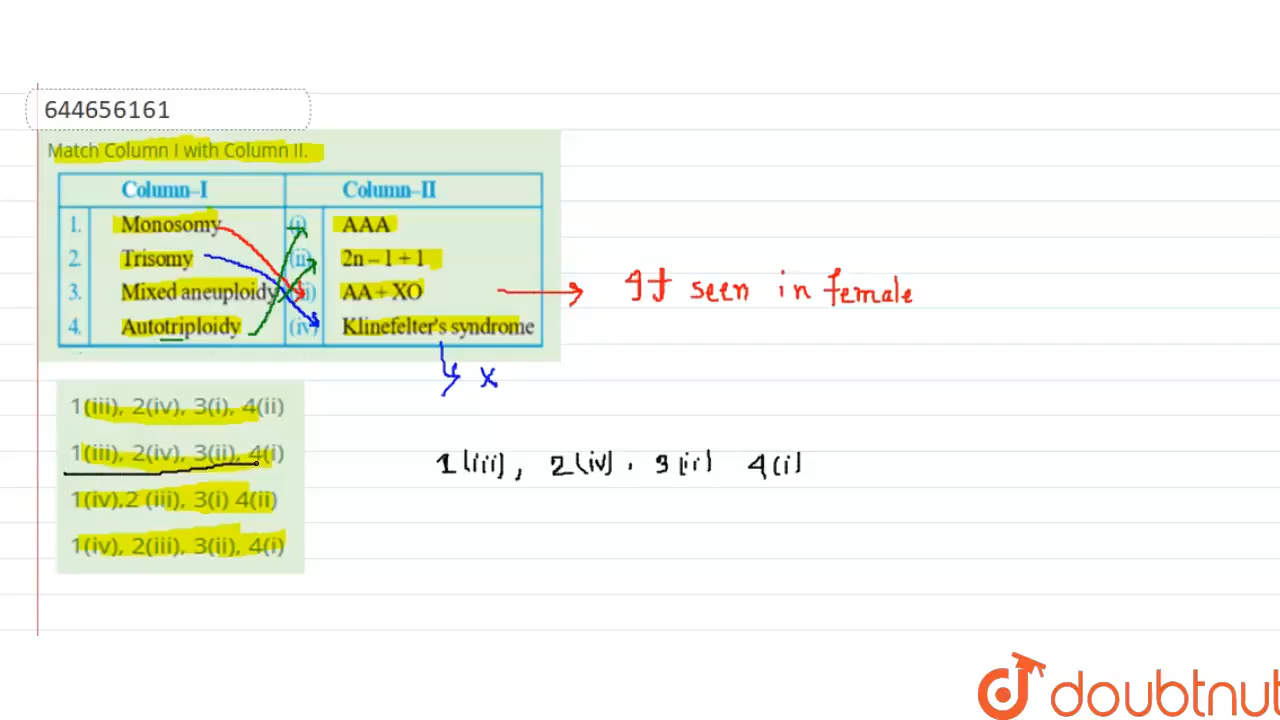 644656161
Match Column I with Column II.
Column–I Column–II
1. Monosomy (i) AAA
2. Trisomy (ii) 2n – 1 + 1
3. Mixed aneuploidy AA + XO
It seen in female
4. Autotriploidy (iv) Klinefelter's syndrome
X
1(iii), 2(iv), 3(i), 4(ii)
1(iii), 2(iv), 3(ii), 4(i)
1(iii), 2(iv). 3(ii) 4(i)
1(iv),2 (iii), 3(i) 4(ii)
1(iv), 2(iii), 3(ii), 4(i)
doubtnut